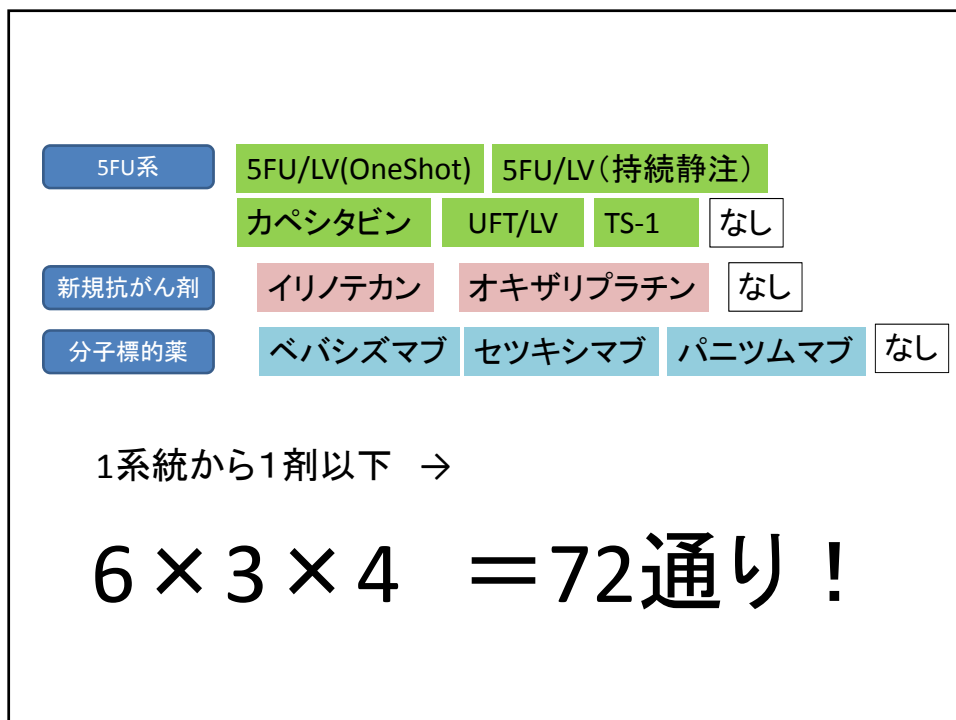 5FU系 5FU/LV(OneShot) 5FU/LV（持続静注）
カペシタビン UFT/LV TS-1 なし
新規抗がん剤 イリノテカン オキザリプラチン なし
分子標的薬 ベバシズマブ セツキシマブ パニツムマブ なし
1系統から１剤以下 →
6×3×4 ＝72通り！